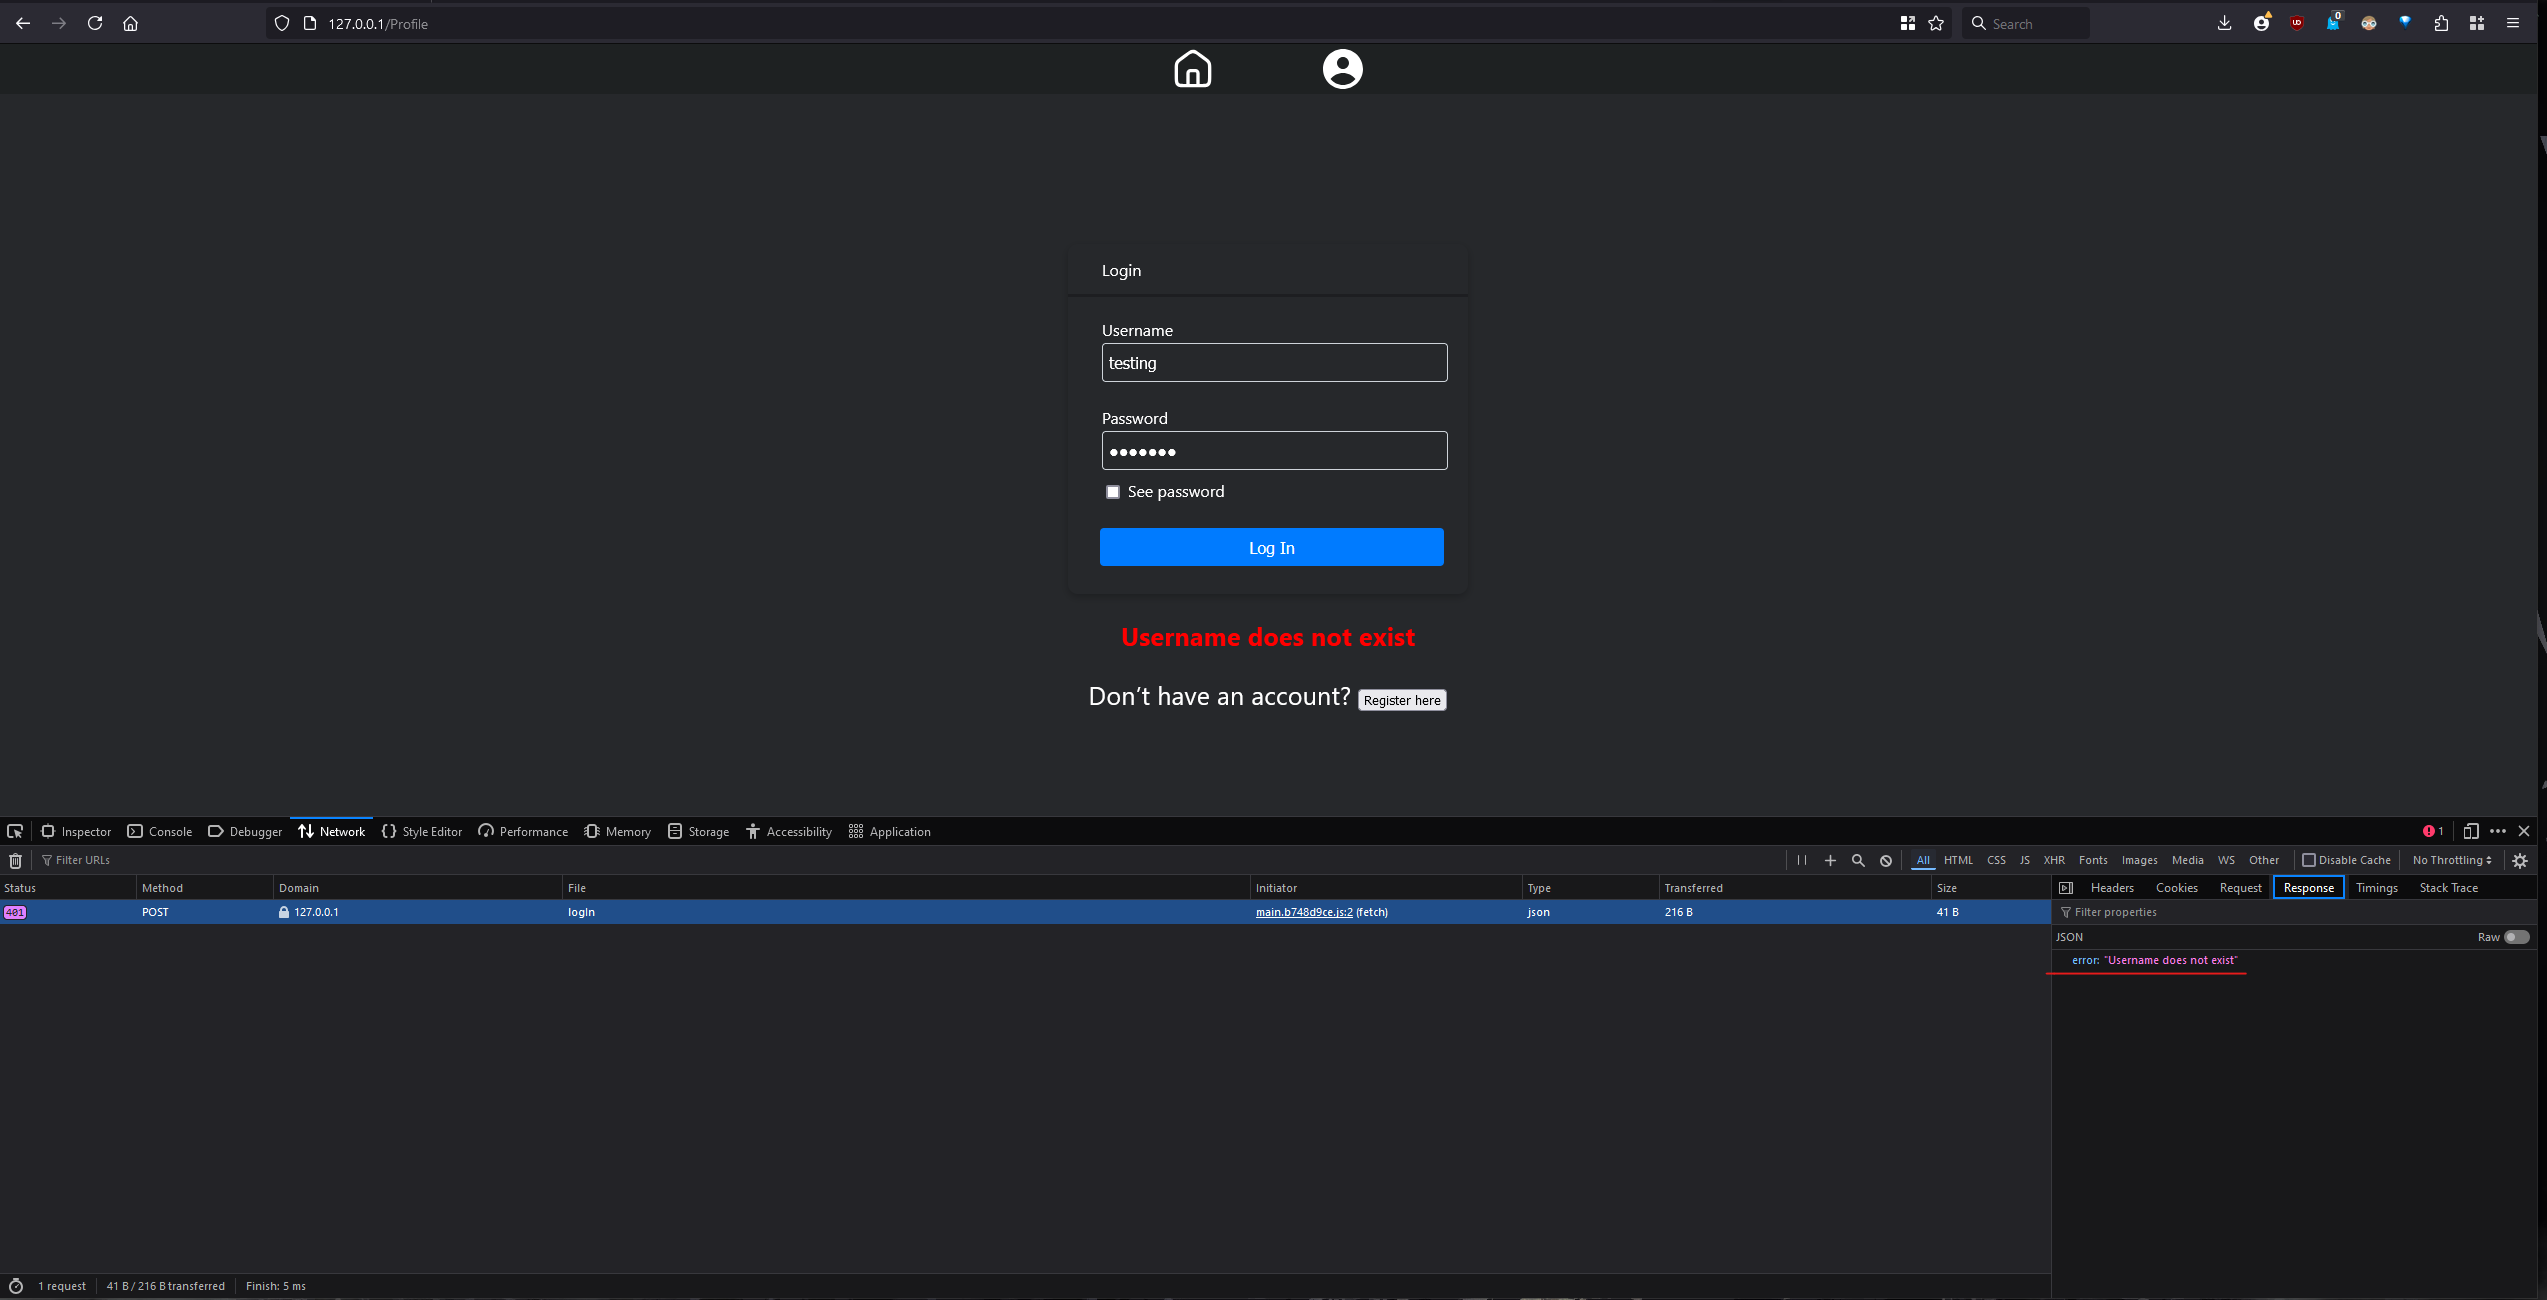 127.0.0.1/Profile
Search
0
Login
Username
testing
Password
See password
Log In
Username does not exist
Don't have an account? Register here
Inspector Console Debugger Network Style Editor Performance Memory Storage Accessibility Application 1
Filter URLs All HTML CSS JS XHR Fonts Images Media WS Other Disable Cache No Throttling
Status Method Domain File Initiator Type Transferred Size Headers Cookies Request Response Timings Stack Trace
401 POST 127.0.0.1 logIn main.b748d9ce.js:2 (fetch) json 216 B 41 B Filter properties
JSON Raw
error: "Username does not exist"
1 request 41 B / 216 B transferred Finish: 5 ms